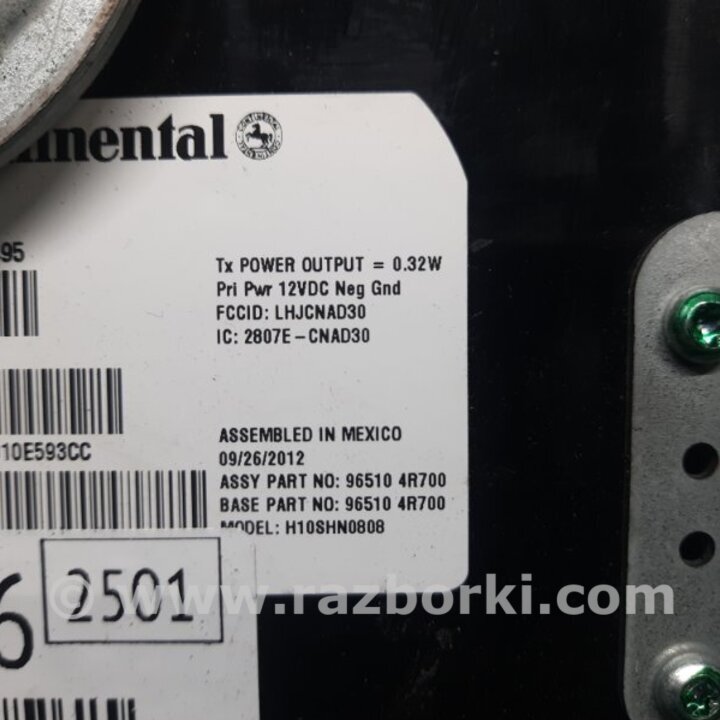 Tx POWER OUTPUT = 0.32W
Pri Pwr 12VDC Neg Gnd
FCCID: LHJCNAD30
IC: 2807E-CNAD30
10E593CC
ASSEMBLED IN MEXICO
09/26/2012
ASSY PART NO: 96510 4R700
BASE PART NO: 96510 4R700
MODEL: H10SHN0808
6
2501
© www.razborki.com